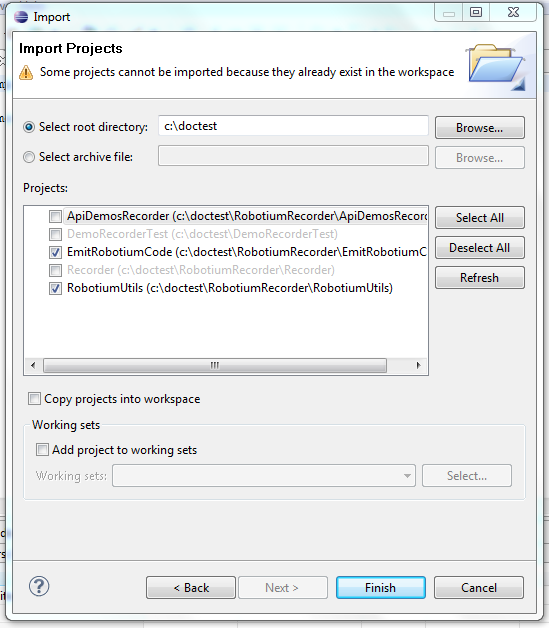 Import
Import Projects
Some projects cannot be imported because they already exist in the workspace
Select root directory: c:\doctest Browse...
Select archive file: Browse...
Projects:
ApiDemosRecorder (c:\doctest\RobotiumRecorder\ApiDemosRecord
DemoRecorderTest (c:\doctest\DemoRecorderTest)
EmitRobotiumCode (c:\doctest\RobotiumRecorder\EmitRobotiumC
Recorder (c:\doctest\RobotiumRecorder\Recorder)
RobotiumUtils (c:\doctest\RobotiumRecorder\RobotiumUtils)
Select All
Deselect All
Refresh
Copy projects into workspace
Working sets
Add project to working sets
Working sets: Select...
? < Back Next > Finish Cancel